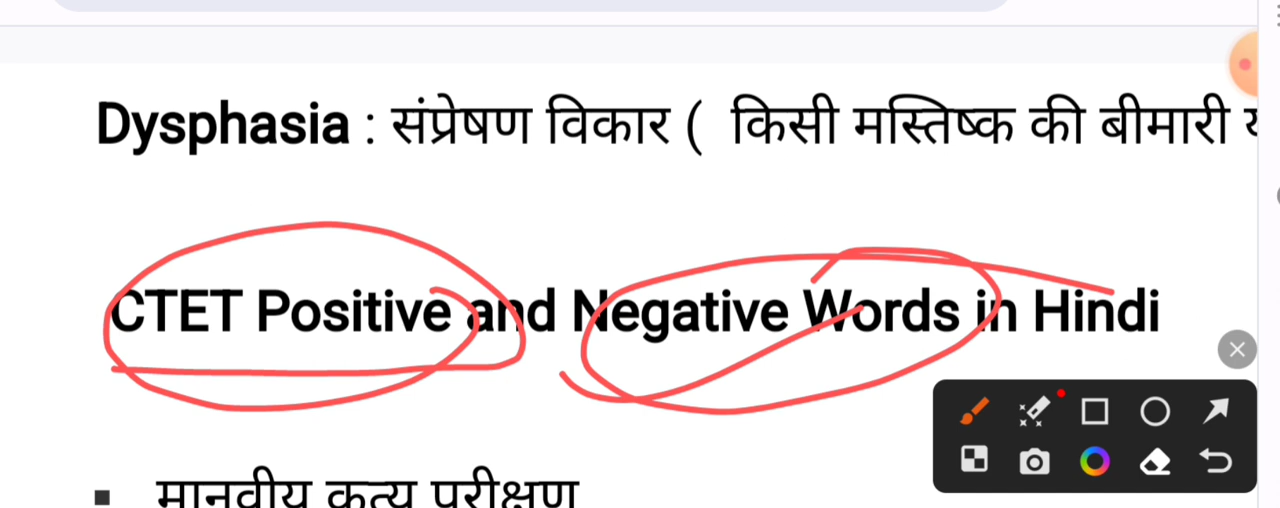 Dysphasia : संप्रेषण विकार ( किसी मस्तिष्क की बीमारी
CTET Positive and Negative Words in Hindi
▪ मानवीय कृत्य परीक्षण